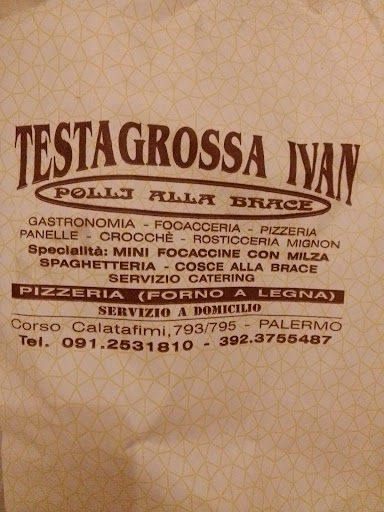 TESTAGROSSA IVAN
POLLI ALLA BRACE
GASTRONOMIA - FOCACCERIA - PIZZERIA
PANELLE - CROCCHÈ - ROSTICCERIA MIGNON
Specialità: MINI FOCACCINE CON MILZA
SPAGHETTERIA - COSCE ALLA BRACE
SERVIZIO CATERING
PIZZERIA (FORNO A LEGNA)
SERVIZIO A DOMICILIO
Corso Calatafimi, 793/795 - PALERMO
Tel. 091.2531810 - 392.3755487